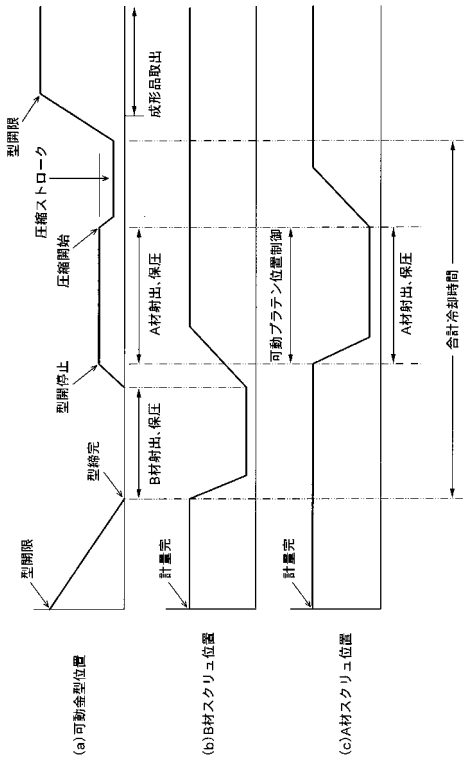 (a)可動金型位置
型開限
型締完
B材射出、保圧
型開停止
A材射出、保圧
圧縮開始
圧縮ストローク
型開限
成形品取出
(b)B材スクリュ位置
計量完
可動プラテン位置制御
(c)A材スクリュ位置
計量完
A材射出、保圧
合計冷却時間